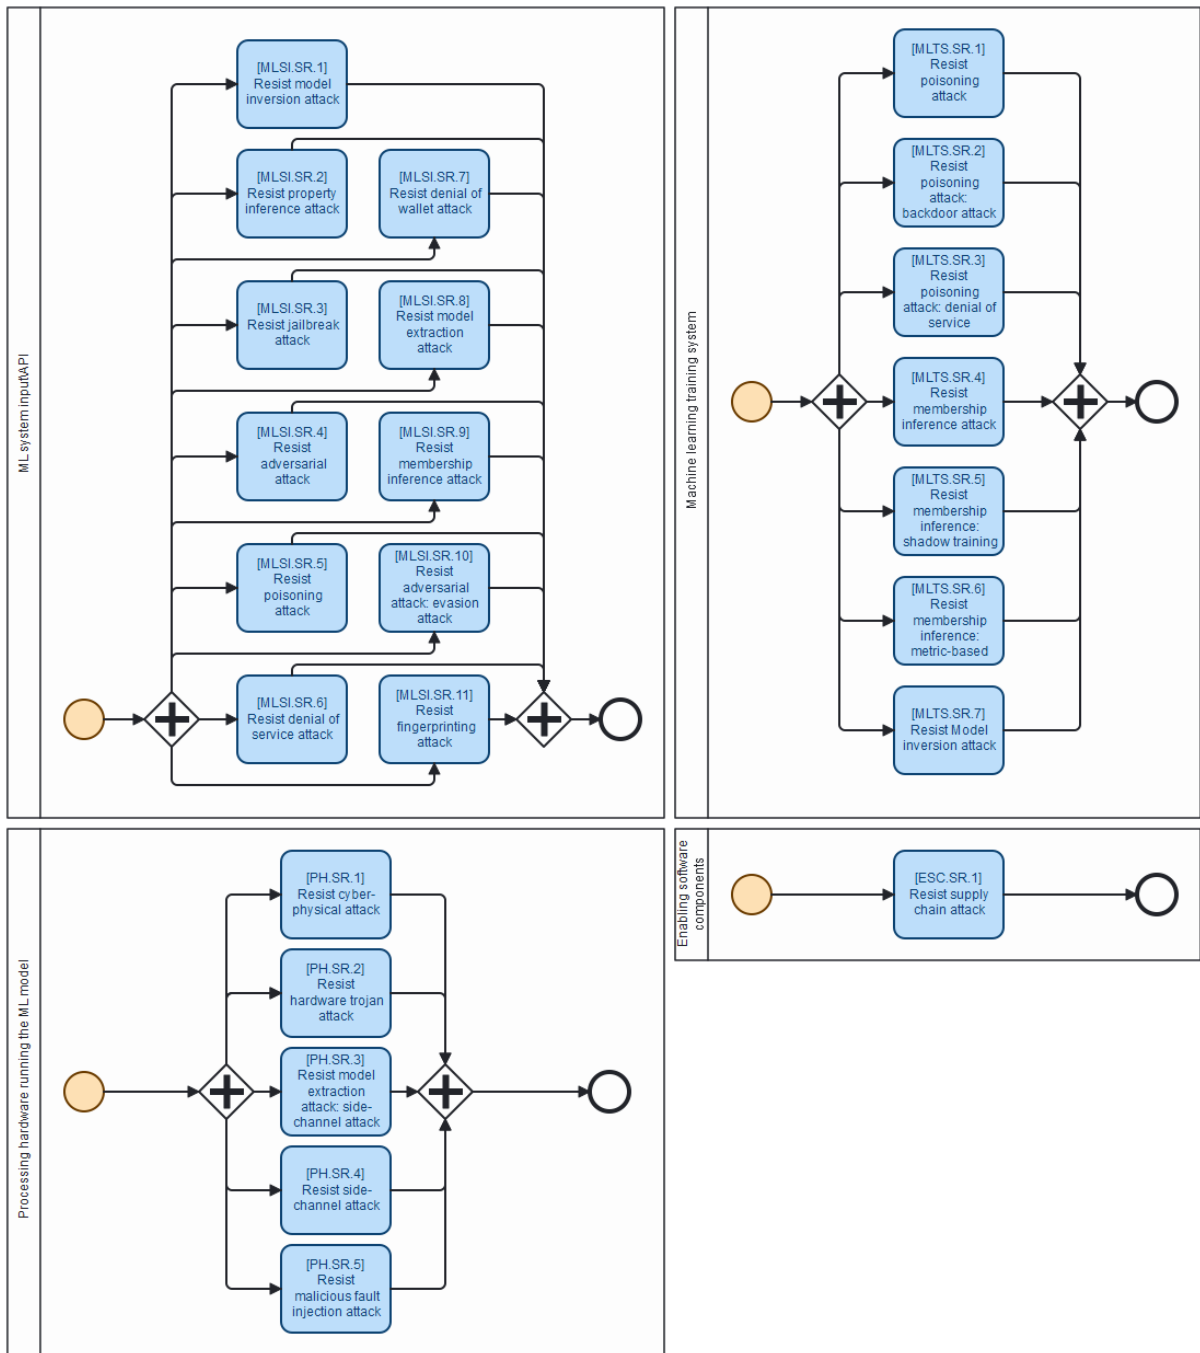 ML system input\API
[MLSI.SR.1]
Resist model
inversion attack
[MLSI.SR.2]
Resist property
inference attack
[MLSI.SR.7]
Resist denial of
wallet attack
[MLSI.SR.3]
Resist jailbreak
attack
[MLSI.SR.8]
Resist model
extraction
attack
[MLSI.SR.4]
Resist
adversarial
attack
[MLSI.SR.9]
Resist
membership
inference attack
[MLSI.SR.5]
Resist
poisoning
attack
[MLSI.SR.10]
Resist
adversarial
attack: evasion
attack
[MLSI.SR.6]
Resist denial of
service attack
[MLSI.SR.11]
Resist
fingerprinting
attack
Machine learning training system
[MLTS.SR.1]
Resist
poisoning
attack
[MLTS.SR.2]
Resist
poisoning
attack:
backdoor attack
[MLTS.SR.3]
Resist
poisoning
attack: denial of
service
[MLTS.SR.4]
Resist
membership
inference attack
[MLTS.SR.5]
Resist
membership
inference:
shadow training
[MLTS.SR.6]
Resist
membership
inference:
metric-based
[MLTS.SR.7]
Resist Model
inversion attack
Processing hardware running the ML model
[PH.SR.1]
Resist cyber-
physical attack
[PH.SR.2]
Resist
hardware trojan
attack
[PH.SR.3]
Resist model
extraction
attack: side-
channel attack
[PH.SR.4]
Resist side-
channel attack
[PH.SR.5]
Resist
malicious fault
injection attack
Enabling software
components
[ESC.SR.1]
Resist supply
chain attack